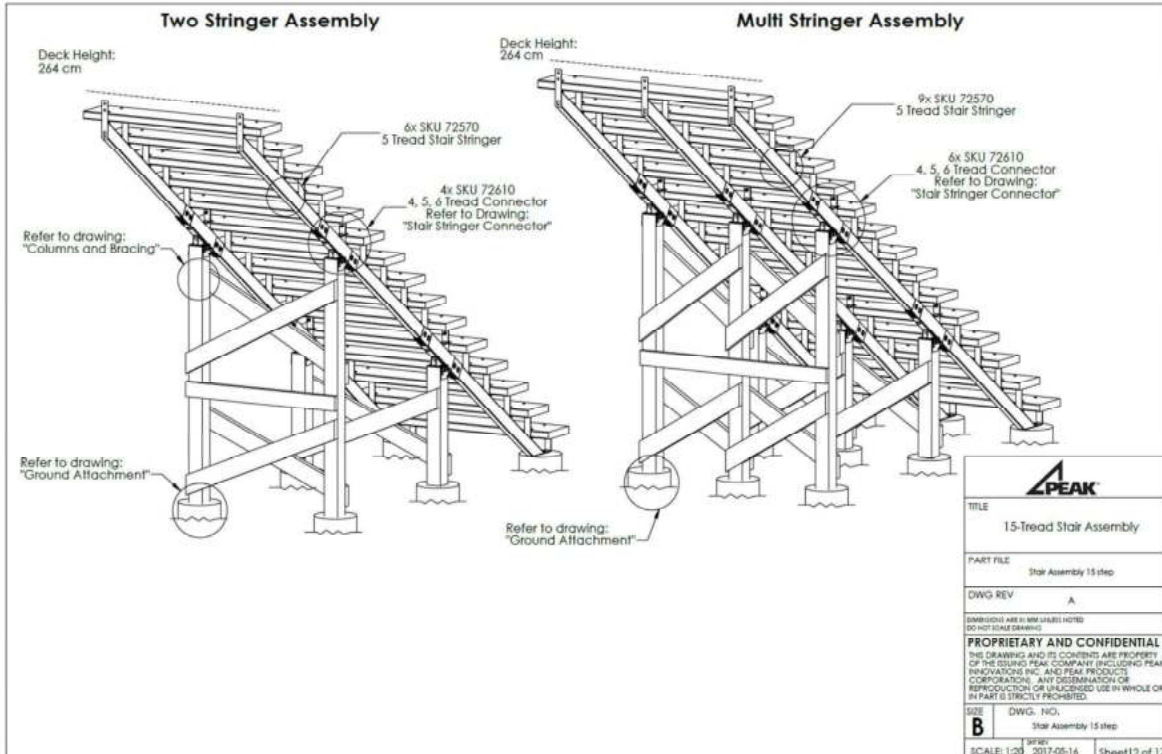 Two Stringer Assembly
Deck Height:
264 cm
6x SKU 72570
5 Tread Stair Stringer
4x SKU 72610
4, 5, 6 Tread Connector
Refer to Drawing:
"Stair Stringer Connector"
Refer to drawing:
"Columns and Bracing"
Refer to drawing:
"Ground Attachment"
Multi Stringer Assembly
Deck Height:
264 cm
9x SKU 72570
5 Tread Stair Stringer
6x SKU 72610
4, 5, 6 Tread Connector
Refer to Drawing:
"Stair Stringer Connector"
Refer to drawing:
"Ground Attachment"
PEAK
TITLE
15-Tread Stair Assembly
PART FILE
Stair Assembly 15 step
DWG REV
A
DIMENSIONS ARE IN MM UNLESS NOTED
DO NOT SCALE DRAWING
PROPRIETARY AND CONFIDENTIAL
THIS DRAWING AND ITS CONTENTS ARE PROPERTY
OF THE ISSUING PEAK COMPANY (INCLUDING PEAK
INNOVATIONS INC. AND PEAK PRODUCTS
CORPORATION). ANY DISSEMINATION OR
REPRODUCTION OR UNLICENSED USE IN WHOLE OR
IN PART IS STRICTLY PROHIBITED.
SIZE
B
DWG. NO.
Stair Assembly 15 step
SCALE: 1:20
2017-05-16
Sheet12 of